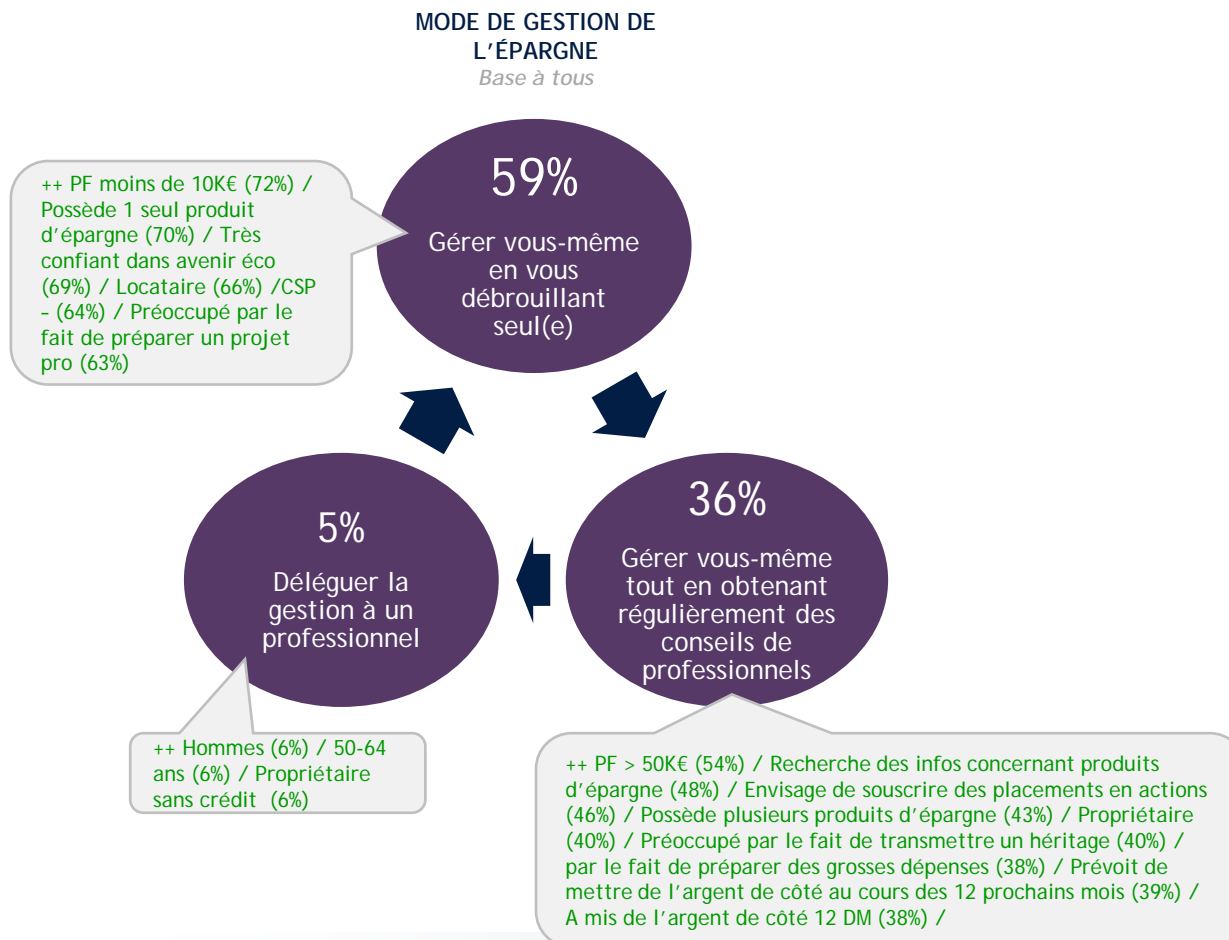 MODE DE GESTION DE
L'ÉPARGNE
Base à tous
59%
Gérer vous-même
en vous
débrouillant
seul(e)
++ PF moins de 10K€ (72%) /
Possède 1 seul produit
d'épargne (70%) / Très
confiant dans avenir éco
(69%) / Locataire (66%) /CSP
- (64%) / Préoccupé par le
fait de préparer un projet
pro (63%)
36%
Gérer vous-même
tout en obtenant
régulièrement des
conseils de
professionnels
5%
Déléguer la
gestion à un
professionnel
++ Hommes (6%) / 50-64
ans (6%) / Propriétaire
sans crédit (6%)
++ PF > 50K€ (54%) / Recherche des infos concernant produits
d'épargne (48%) / Envisage de souscrire des placements en actions
(46%) / Possède plusieurs produits d'épargne (43%) / Propriétaire
(40%) / Préoccupé par le fait de transmettre un héritage (40%) /
par le fait de préparer des grosses dépenses (38%) / Prévoit de
mettre de l'argent de côté au cours des 12 prochains mois (39%) /
A mis de l'argent de côté 12 DM (38%) /